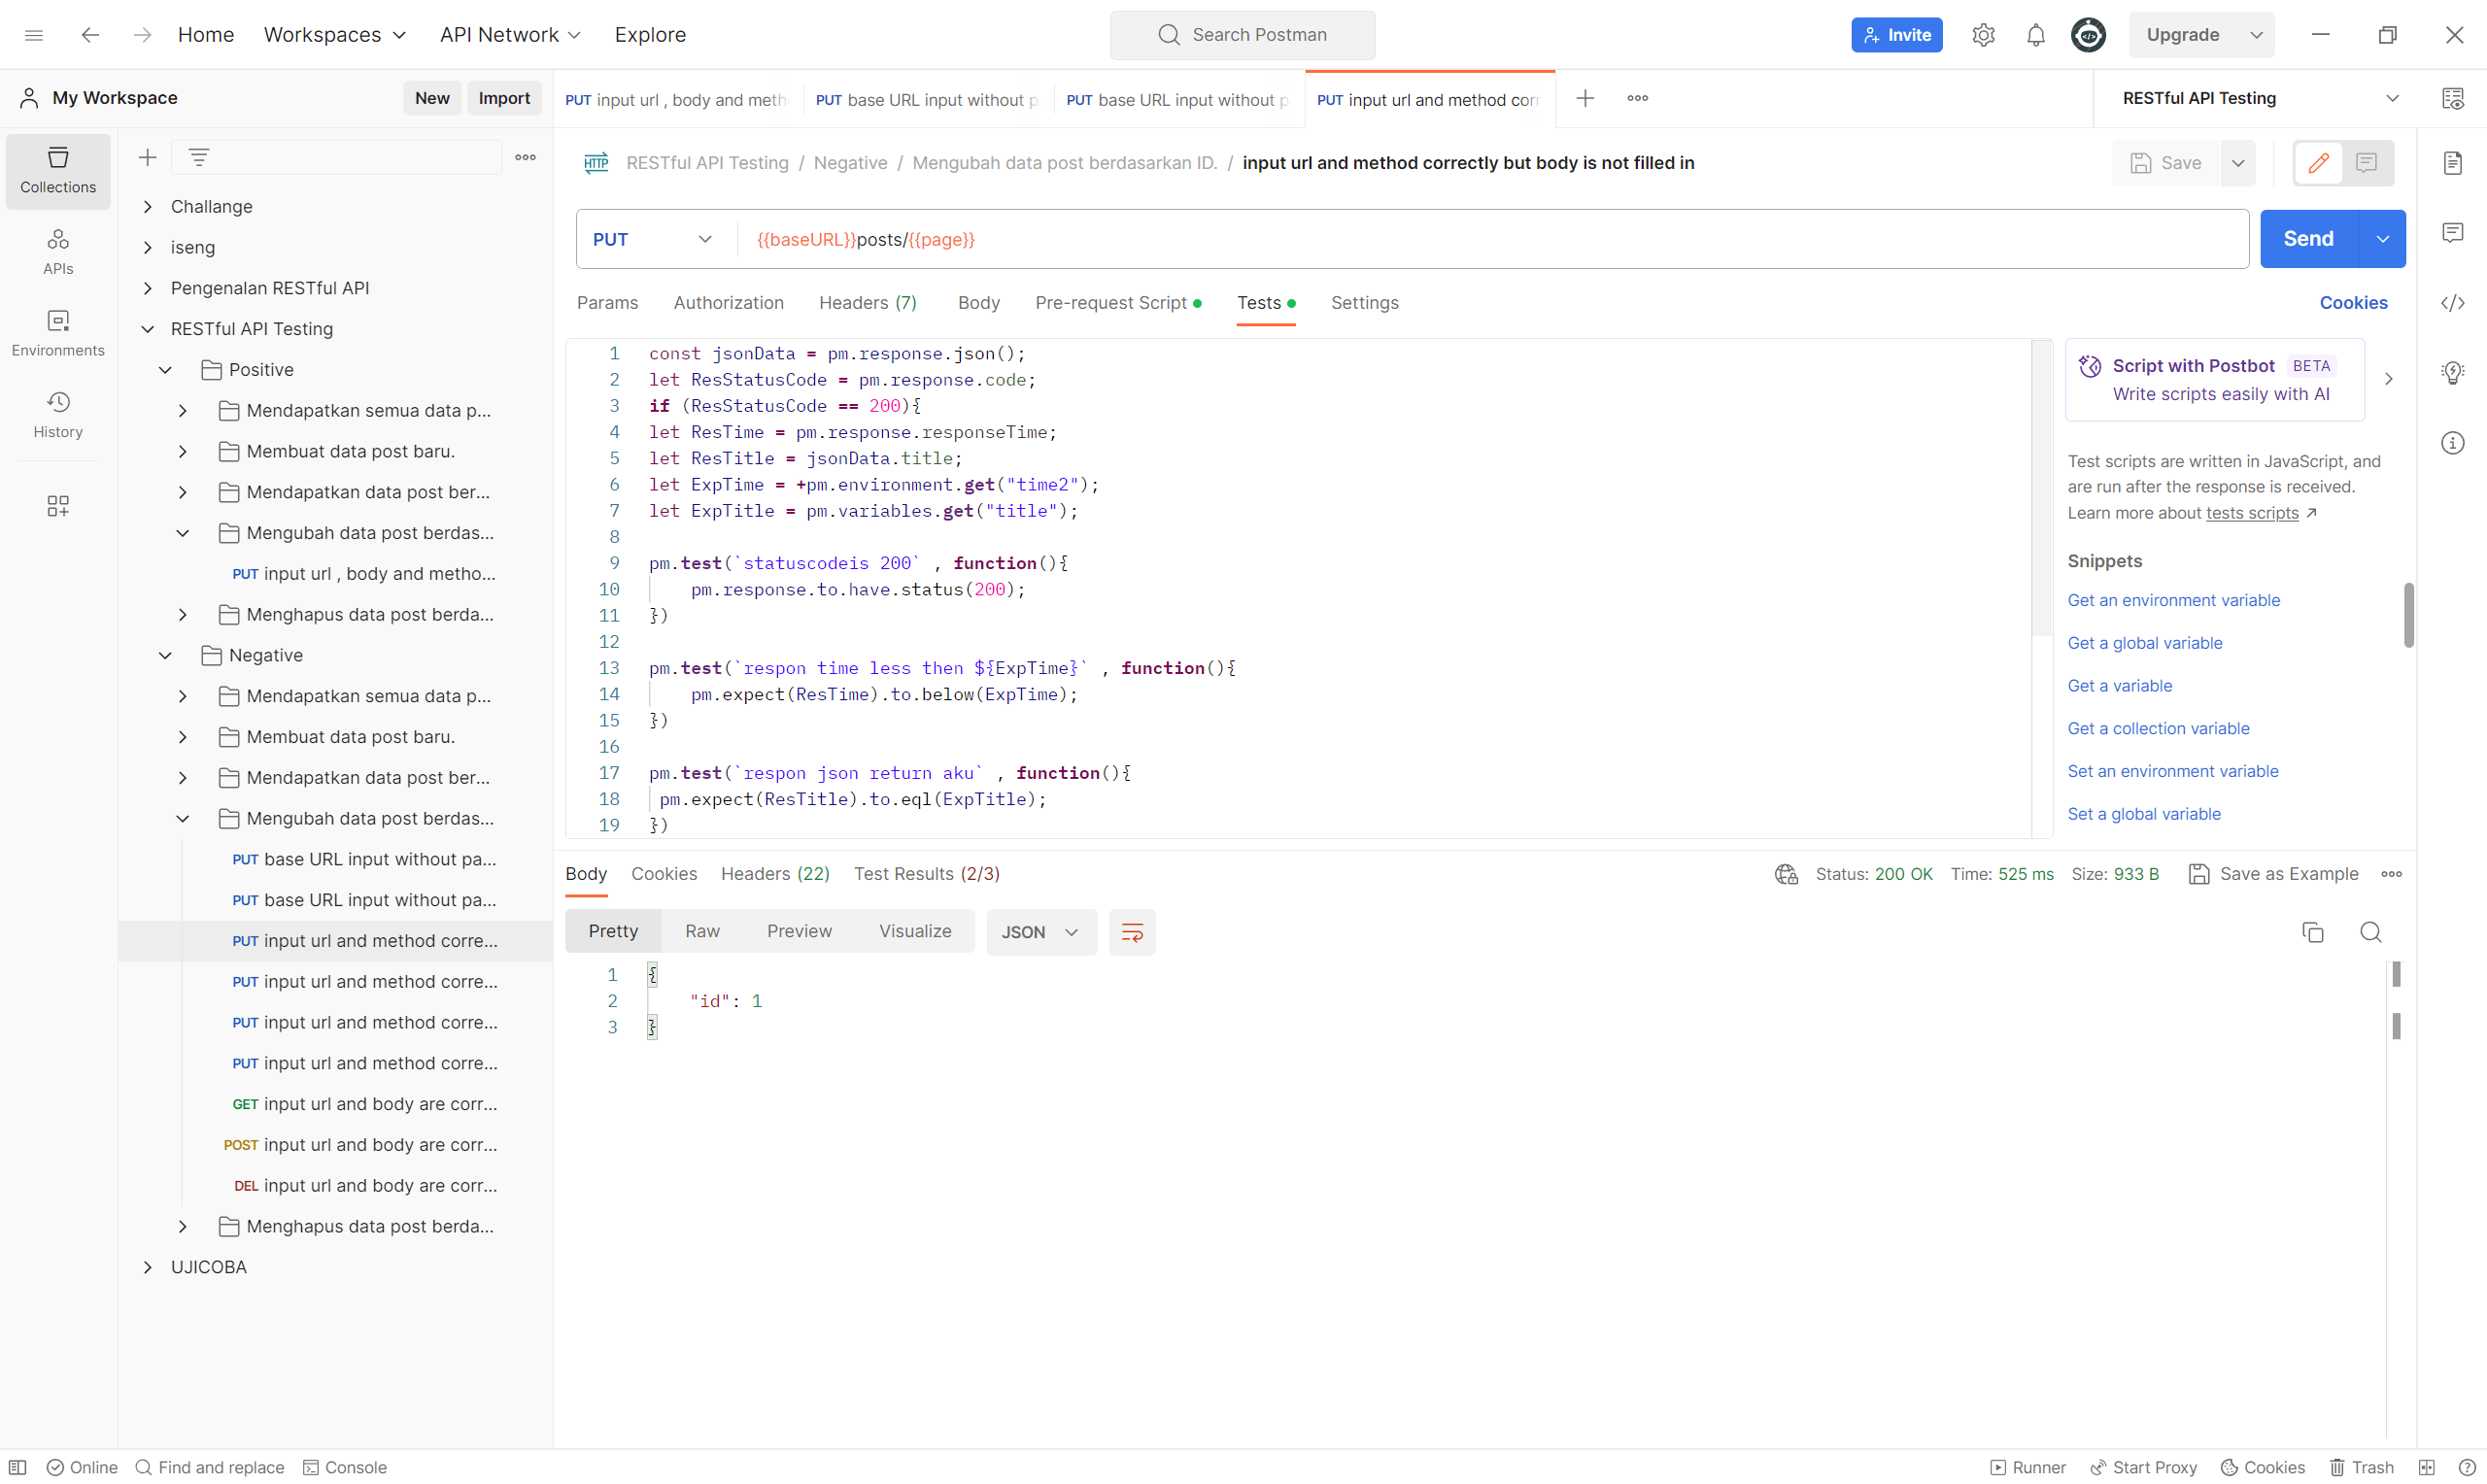 Home Workspaces API Network Explore Search Postman Invite Upgrade
My Workspace New Import PUT input url , body and meth PUT base URL input without p PUT base URL input without p PUT input url and method cor RESTful API Testing
Collections
APIs
Environments
History
Challange
iseng
Pengenalan RESTful API
RESTful API Testing
Positive
Mendapatkan semua data p...
Membuat data post baru.
Mendapatkan data post ber...
Mengubah data post berdas...
PUT input url , body and metho...
Menghapus data post berda...
Negative
Mendapatkan semua data p...
Membuat data post baru.
Mendapatkan data post ber...
Mengubah data post berdas...
PUT base URL input without pa...
PUT base URL input without pa...
PUT input url and method corre...
PUT input url and method corre...
PUT input url and method corre...
PUT input url and method corre...
GET input url and body are corr...
POST input url and body are corr...
DEL input url and body are corr...
Menghapus data post berda...
UJICOBA
HTTP RESTful API Testing / Negative / Mengubah data post berdasarkan ID. / input url and method correctly but body is not filled in Save
PUT {{baseURL}}posts/{{page}} Send
Params Authorization Headers (7) Body Pre-request Script Tests Settings Cookies
1 const jsonData = pm.response.json();
2 let ResStatusCode = pm.response.code;
3 if (ResStatusCode == 200){
4 let ResTime = pm.response.responseTime;
5 let ResTitle = jsonData.title;
6 let ExpTime = +pm.environment.get("time2");
7 let ExpTitle = pm.variables.get("title");
8
9 pm.test(`statuscodeis 200` , function(){
10 pm.response.to.have.status(200);
11 })
12
13 pm.test(`respon time less then ${ExpTime}` , function(){
14 pm.expect(ResTime).to.below(ExpTime);
15 })
16
17 pm.test(`respon json return aku` , function(){
18 pm.expect(ResTitle).to.eql(ExpTitle);
19 })
Script with Postbot BETA
Write scripts easily with AI
Test scripts are written in JavaScript, and
are run after the response is received.
Learn more about tests scripts ↗
Snippets
Get an environment variable
Get a global variable
Get a variable
Get a collection variable
Set an environment variable
Set a global variable
Body Cookies Headers (22) Test Results (2/3) Status: 200 OK Time: 525 ms Size: 933 B Save as Example
Pretty Raw Preview Visualize JSON
1 {
2 "id": 1
3 }
Online Find and replace Console Runner Start Proxy Cookies Trash